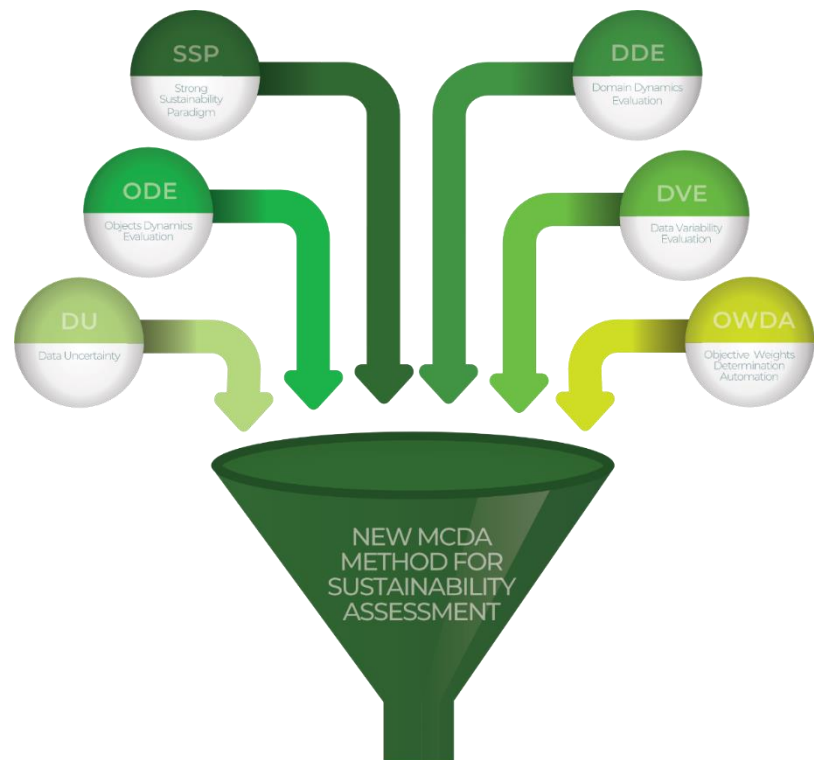 SSP
Strong
Sustainability
Paradigm
DDE
Domain Dynamics
Evaluation
ODE
Objects Dynamics
Evaluation
DVE
Data Variability
Evaluation
DU
Data Uncertainty
OWDA
Objective Weights
Determination
Automation
NEW MCDA
METHOD FOR
SUSTAINABILITY
ASSESSMENT